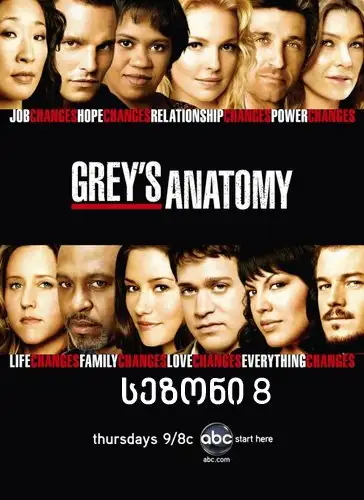 JOBCHANGESHOPECHANGESRELATIONSHIPCHANGESPOWERCHANGES
GREY'S ANATOMY
LIFECHANGESFAMILYCHANGESLOVECHANGESEVERYTHINGCHANGES
სეზონი 8
thursdays 9/8c abc start here
abc.com